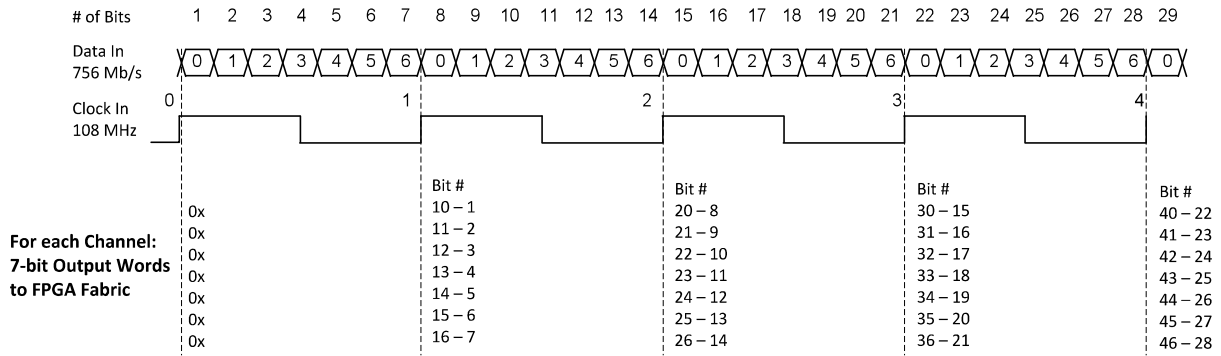 # of Bits 1 2 3 4 5 6 7 8 9 10 11 12 13 14 15 16 17 18 19 20 21 22 23 24 25 26 27 28 29
Data In
756 Mb/s
0 1 2 3 4 5 6 0 1 2 3 4 5 6 0 1 2 3 4 5 6 0 1 2 3 4 5 6 0
0 1 2 3 4
Clock In
108 MHz
For each Channel:
7-bit Output Words
to FPGA Fabric
0x
0x
0x
0x
0x
0x
0x
Bit #
10 – 1
11 – 2
12 – 3
13 – 4
14 – 5
15 – 6
16 – 7
Bit #
20 – 8
21 – 9
22 – 10
23 – 11
24 – 12
25 – 13
26 – 14
Bit #
30 – 15
31 – 16
32 – 17
33 – 18
34 – 19
35 – 20
36 – 21
Bit #
40 – 22
41 – 23
42 – 24
43 – 25
44 – 26
45 – 27
46 – 28